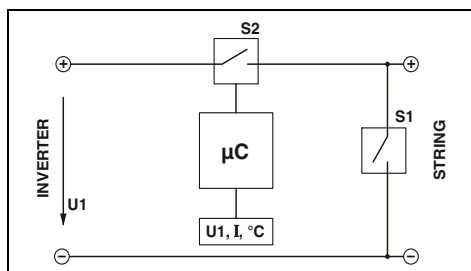 S2
+
+
S1
INVERTER
STRING
µC
U1
U1, I, °C
−
−